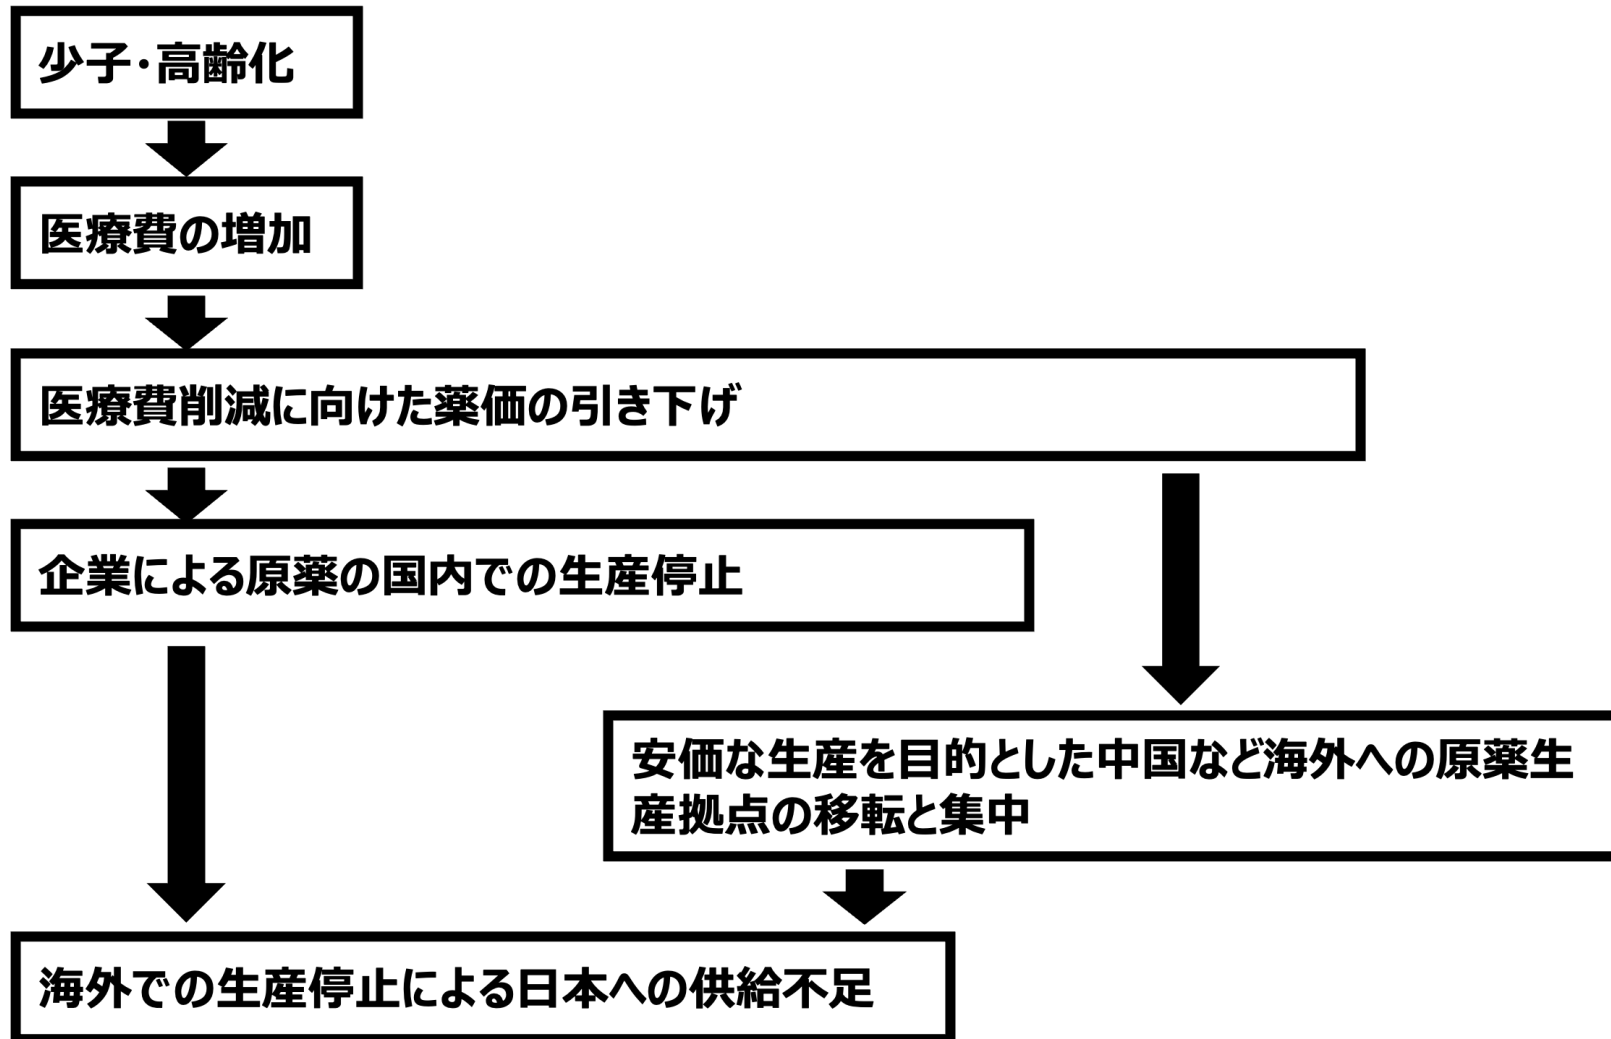 少子・高齢化
医療費の増加
医療費削減に向けた薬価の引き下げ
企業による原薬の国内での生産停止
安価な生産を目的とした中国など海外への原薬生
産拠点の移転と集中
海外での生産停止による日本への供給不足